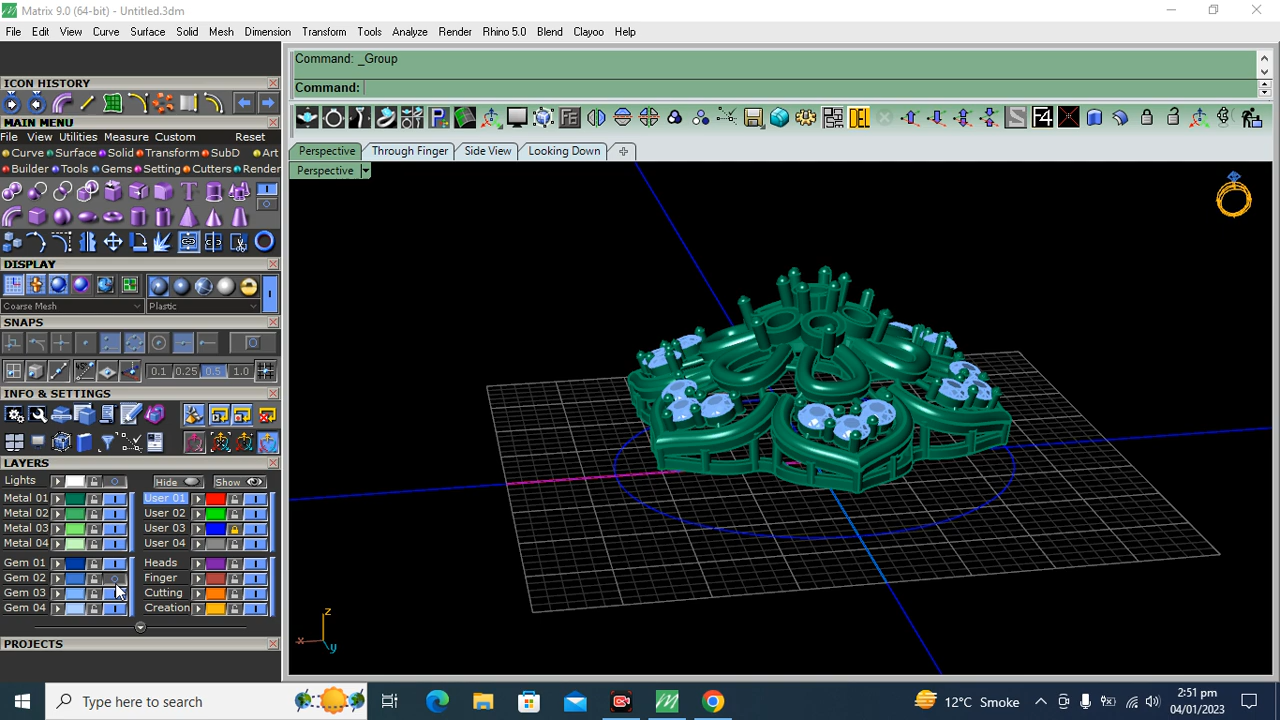 Matrix 9.0 (64-bit) - Untitled.3dm
File Edit View Curve Surface Solid Mesh Dimension Transform Tools Analyze Render Rhino 5.0 Blend Clayoo Help
Command: _Group
Command:
ICON HISTORY
MAIN MENU
File View Utilities Measure Custom Reset
Curve Surface Solid Transform SubD Art
Builder Tools Gems Setting Cutters Render
DISPLAY
Coarse Mesh Plastic
SNAPS
0.1 0.25 0.5 1.0
INFO & SETTINGS
LAYERS
Lights Hide Show
Metal 01 User 01
Metal 02 User 02
Metal 03 User 03
Metal 04 User 04
Gem 01 Heads
Gem 02 Finger
Gem 03 Cutting
Gem 04 Creation
PROJECTS
Perspective Through Finger Side View Looking Down
Perspective
F4
DEL
z
x
y
Type here to search
12°C Smoke
2:51 pm
04/01/2023